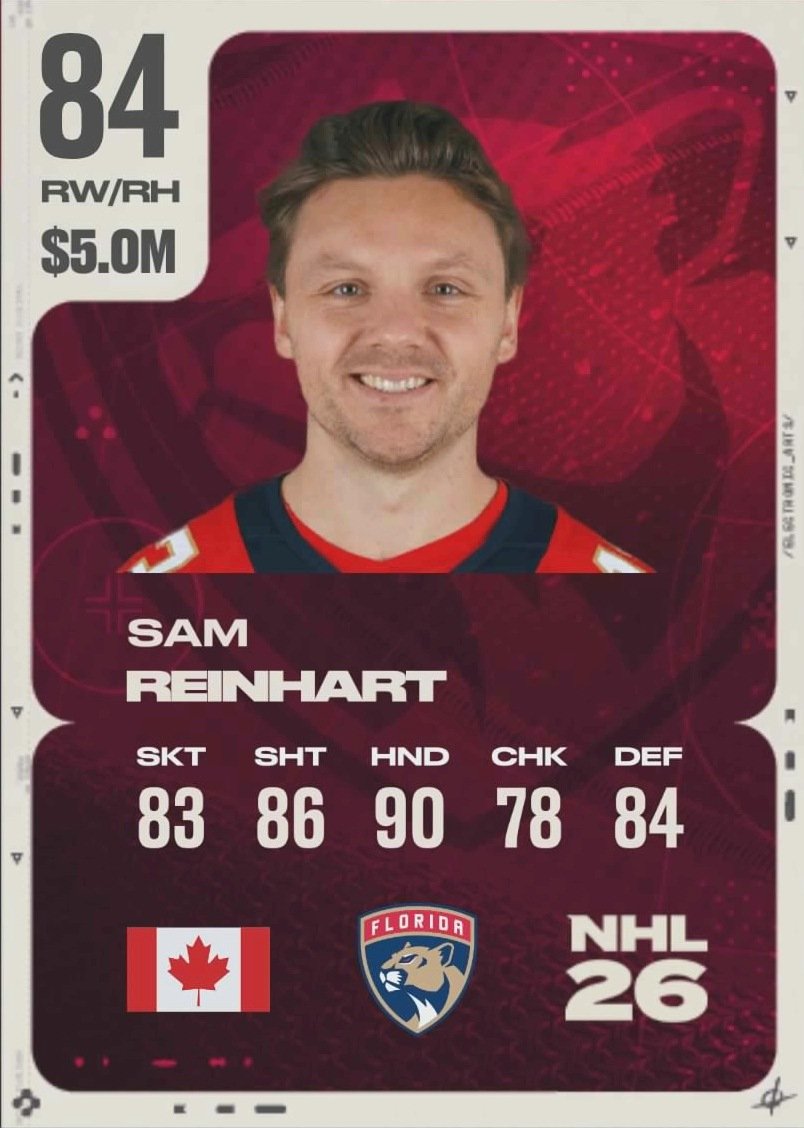 84
RW/RH
$5.0M
/ELECTRONIC_ARTS/
SAM
REINHART
SKT SHT HND CHK DEF
83 86 90 78 84
FLORIDA
NHL
26